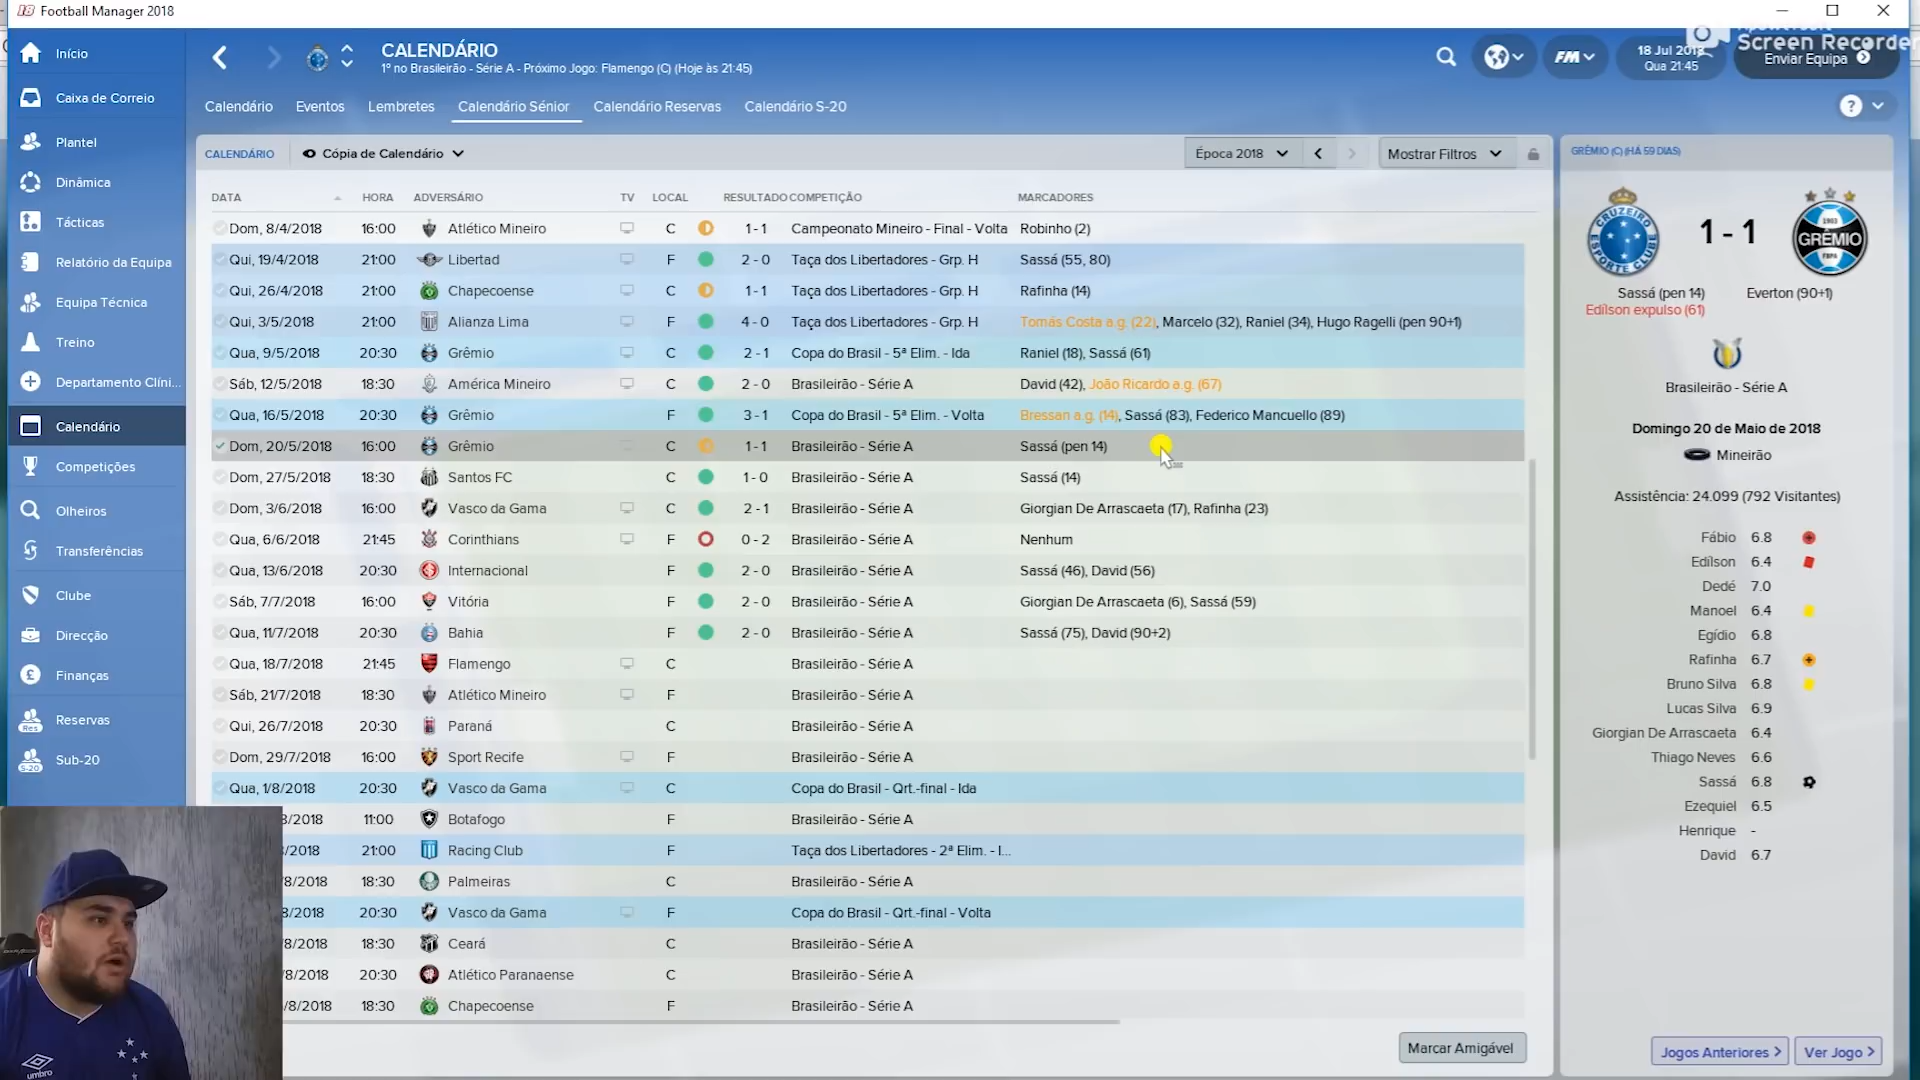 Football Manager 2018
Início
Caixa de Correio
Plantel
Dinâmica
Tácticas
Relatório da Equipa
Equipa Técnica
Treino
Departamento Clíni...
Calendário
Competições
Olheiros
Transferências
Clube
Direcção
Finanças
Reservas
Sub-20
CALENDÁRIO
1º no Brasileirão - Série A - Próximo Jogo: Flamengo (C) (Hoje às 21:45)
FM
18 Jul 2018
Qua 21:45
Screen Recorder
Enviar Equipa
Calendário Eventos Lembretes Calendário Sénior Calendário Reservas Calendário S-20
CALENDÁRIO Cópia de Calendário Época 2018 Mostrar Filtros
DATA HORA ADVERSÁRIO TV LOCAL RESULTADO COMPETIÇÃO MARCADORES
Dom, 8/4/2018 16:00 Atlético Mineiro C 1 - 1 Campeonato Mineiro - Final - Volta Robinho (2)
Qui, 19/4/2018 21:00 Libertad F 2 - 0 Taça dos Libertadores - Grp. H Sassá (55, 80)
Qui, 26/4/2018 21:00 Chapecoense C 1 - 1 Taça dos Libertadores - Grp. H Rafinha (14)
Qui, 3/5/2018 21:00 Alianza Lima F 4 - 0 Taça dos Libertadores - Grp. H Tomás Costa a.g. (22), Marcelo (32), Raniel (34), Hugo Ragelli (pen 90+1)
Qua, 9/5/2018 20:30 Grêmio C 2 - 1 Copa do Brasil - 5ª Elim. - Ida Raniel (18), Sassá (61)
Sáb, 12/5/2018 18:30 América Mineiro C 2 - 0 Brasileirão - Série A David (42), João Ricardo a.g. (67)
Qua, 16/5/2018 20:30 Grêmio F 3 - 1 Copa do Brasil - 5ª Elim. - Volta Bressan a.g. (14), Sassá (83), Federico Mancuello (89)
Dom, 20/5/2018 16:00 Grêmio C 1 - 1 Brasileirão - Série A Sassá (pen 14)
Dom, 27/5/2018 18:30 Santos FC C 1 - 0 Brasileirão - Série A Sassá (14)
Dom, 3/6/2018 16:00 Vasco da Gama C 2 - 1 Brasileirão - Série A Giorgian De Arrascaeta (17), Rafinha (23)
Qua, 6/6/2018 21:45 Corinthians F 0 - 2 Brasileirão - Série A Nenhum
Qua, 13/6/2018 20:30 Internacional F 2 - 0 Brasileirão - Série A Sassá (46), David (56)
Sáb, 7/7/2018 16:00 Vitória F 2 - 0 Brasileirão - Série A Giorgian De Arrascaeta (6), Sassá (59)
Qua, 11/7/2018 20:30 Bahia F 2 - 0 Brasileirão - Série A Sassá (75), David (90+2)
Qua, 18/7/2018 21:45 Flamengo C Brasileirão - Série A
Sáb, 21/7/2018 18:30 Atlético Mineiro F Brasileirão - Série A
Qui, 26/7/2018 20:30 Paraná C Brasileirão - Série A
Dom, 29/7/2018 16:00 Sport Recife F Brasileirão - Série A
Qua, 1/8/2018 20:30 Vasco da Gama C Copa do Brasil - Qrt.-final - Ida
8/2018 11:00 Botafogo F Brasileirão - Série A
/2018 21:00 Racing Club F Taça dos Libertadores - 2ª Elim. - I...
/8/2018 18:30 Palmeiras C Brasileirão - Série A
8/2018 20:30 Vasco da Gama F Copa do Brasil - Qrt.-final - Volta
/8/2018 18:30 Ceará C Brasileirão - Série A
/8/2018 20:30 Atlético Paranaense C Brasileirão - Série A
/8/2018 18:30 Chapecoense F Brasileirão - Série A
Marcar Amigável
GRÊMIO (C) (HÁ 59 DIAS)
CRUZEIRO
ESPORTE CLUBE
1 - 1
1903
GRÊMIO
FBPA
Sassá (pen 14) Everton (90+1)
Edílson expulso (61)
Brasileirão - Série A
Domingo 20 de Maio de 2018
Mineirão
Assistência: 24.099 (792 Visitantes)
Fábio 6.8
Edílson 6.4
Dedé 7.0
Manoel 6.4
Egídio 6.8
Rafinha 6.7
Bruno Silva 6.8
Lucas Silva 6.9
Giorgian De Arrascaeta 6.4
Thiago Neves 6.6
Sassá 6.8
Ezequiel 6.5
Henrique -
David 6.7
Jogos Anteriores
Ver Jogo
umbro